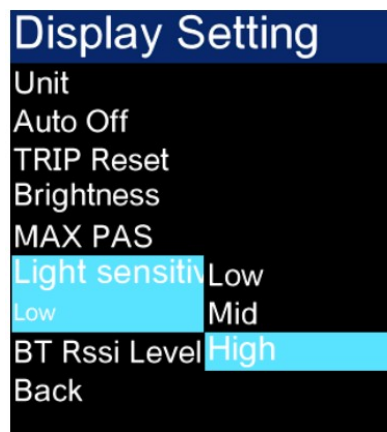 Display Setting
Unit
Auto Off
TRIP Reset
Brightness
MAX PAS
Light sensitiv
Low
Low
Mid
BT Rssi Level
High
Back